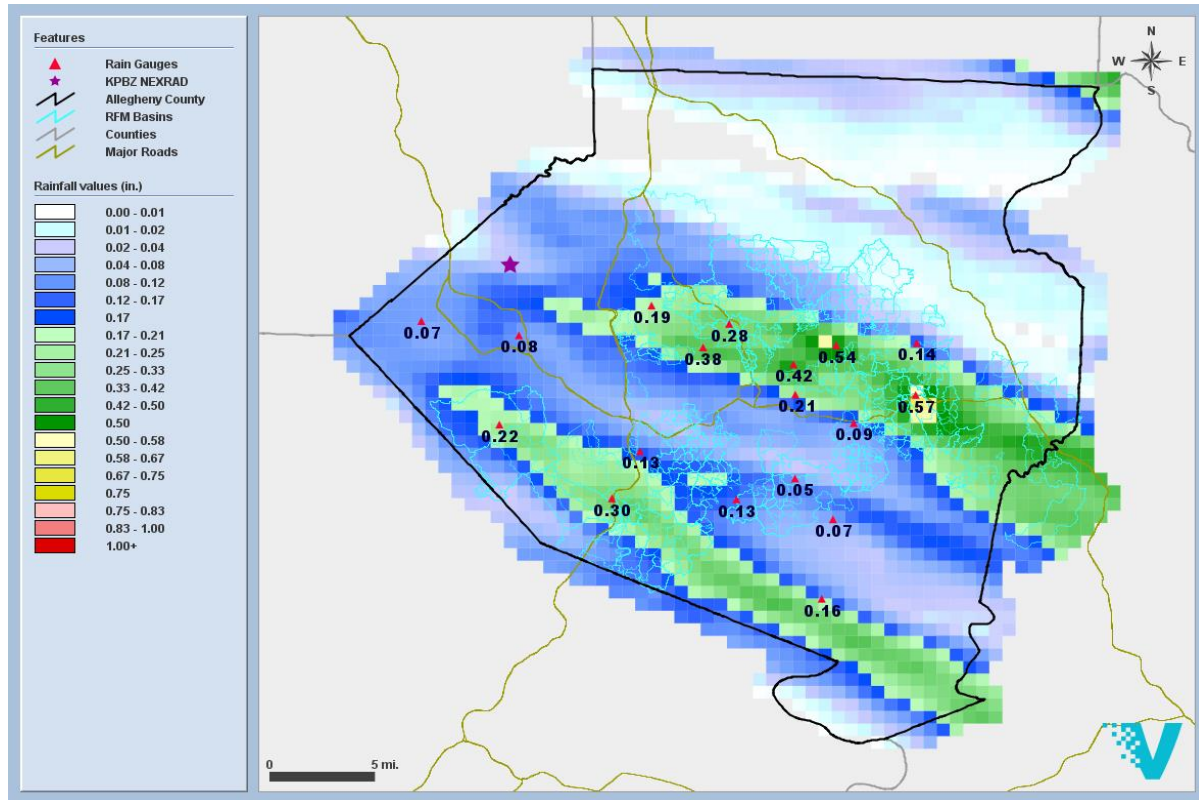 Features
Rain Gauges
KPBZ NEXRAD
Allegheny County
RFM Basins
Counties
Major Roads
Rainfall values (in.)
0.00 - 0.01
0.01 - 0.02
0.02 - 0.04
0.04 - 0.08
0.08 - 0.12
0.12 - 0.17
0.17
0.17 - 0.21
0.21 - 0.25
0.25 - 0.33
0.33 - 0.42
0.42 - 0.50
0.50
0.50 - 0.58
0.58 - 0.67
0.67 - 0.75
0.75
0.75 - 0.83
0.83 - 1.00
1.00+
N
W E
S
0.19
0.07
0.28
0.08
0.38
0.54
0.14
0.42
0.21
0.57
0.22
0.09
0.13
0.05
0.30
0.13
0.07
0.16
0 5 mi.
V